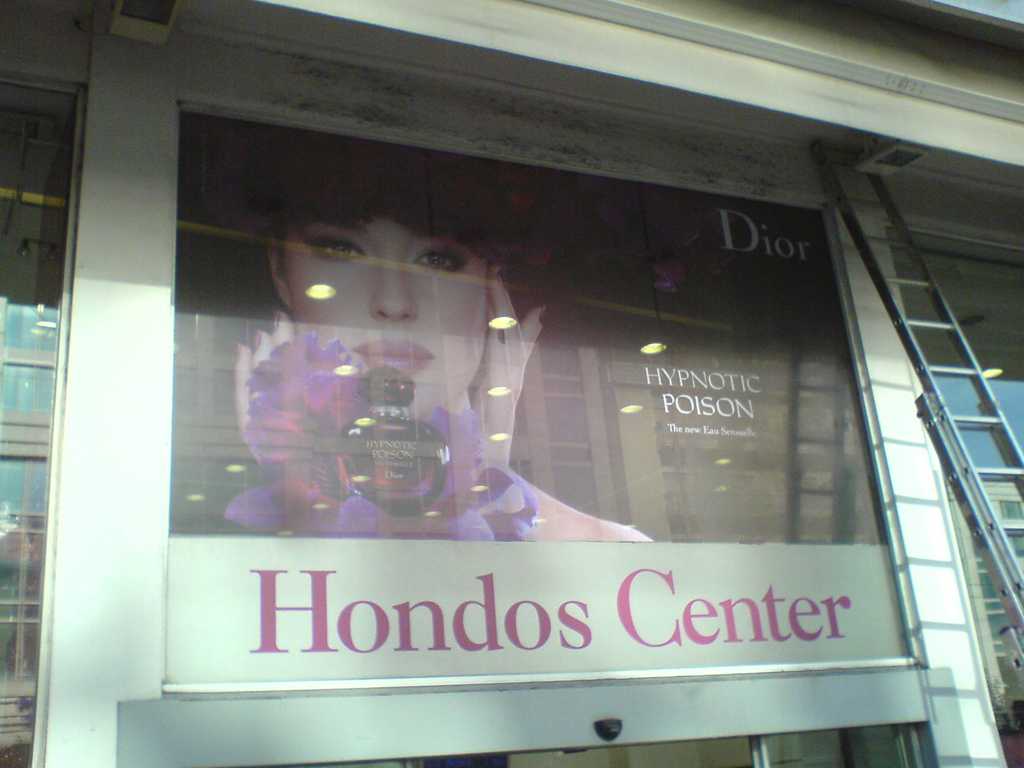 Dior
HYPNOTIC
POISON
The new Eau Sensuelle
HYPNOTIC
POISON
Dior
Hondos Center